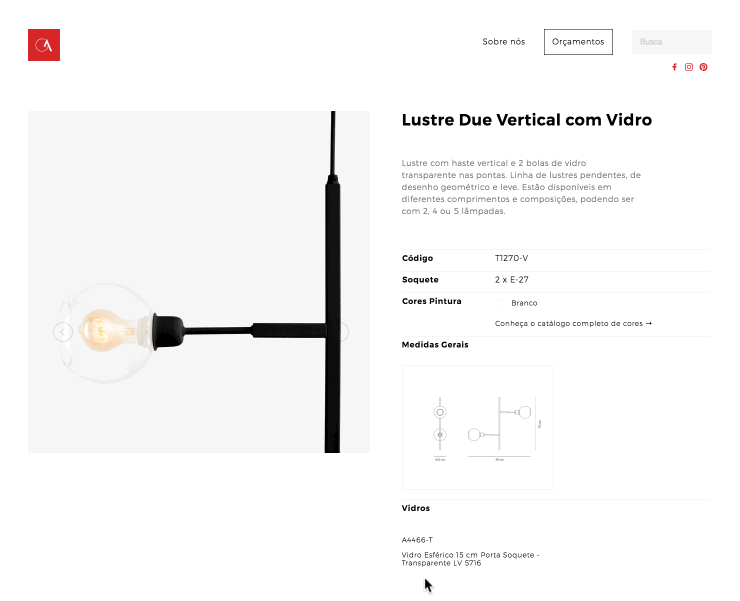 Sobre nós
Orçamentos
Busca
Lustre Due Vertical com Vidro
Lustre com haste vertical e 2 bolas de vidro
transparente nas pontas. Linha de lustres pendentes, de
desenho geométrico e leve. Estão disponíveis em
diferentes comprimentos e composições, podendo ser
com 2, 4 ou 5 lâmpadas.
Código T1270-V
Soquete 2 x E-27
Cores Pintura Branco
Conheça o catálogo completo de cores →
Medidas Gerais
Vidros
A4466-T
Vidro Esférico 15 cm Porta Soquete -
Transparente LV 5716